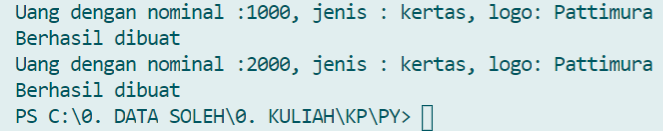 Uang dengan nominal :1000, jenis : kertas, logo: Pattimura
Berhasil dibuat
Uang dengan nominal :2000, jenis : kertas, logo: Pattimura
Berhasil dibuat
PS C:\0. DATA SOLEH\0. KULIAH\KP\PY>